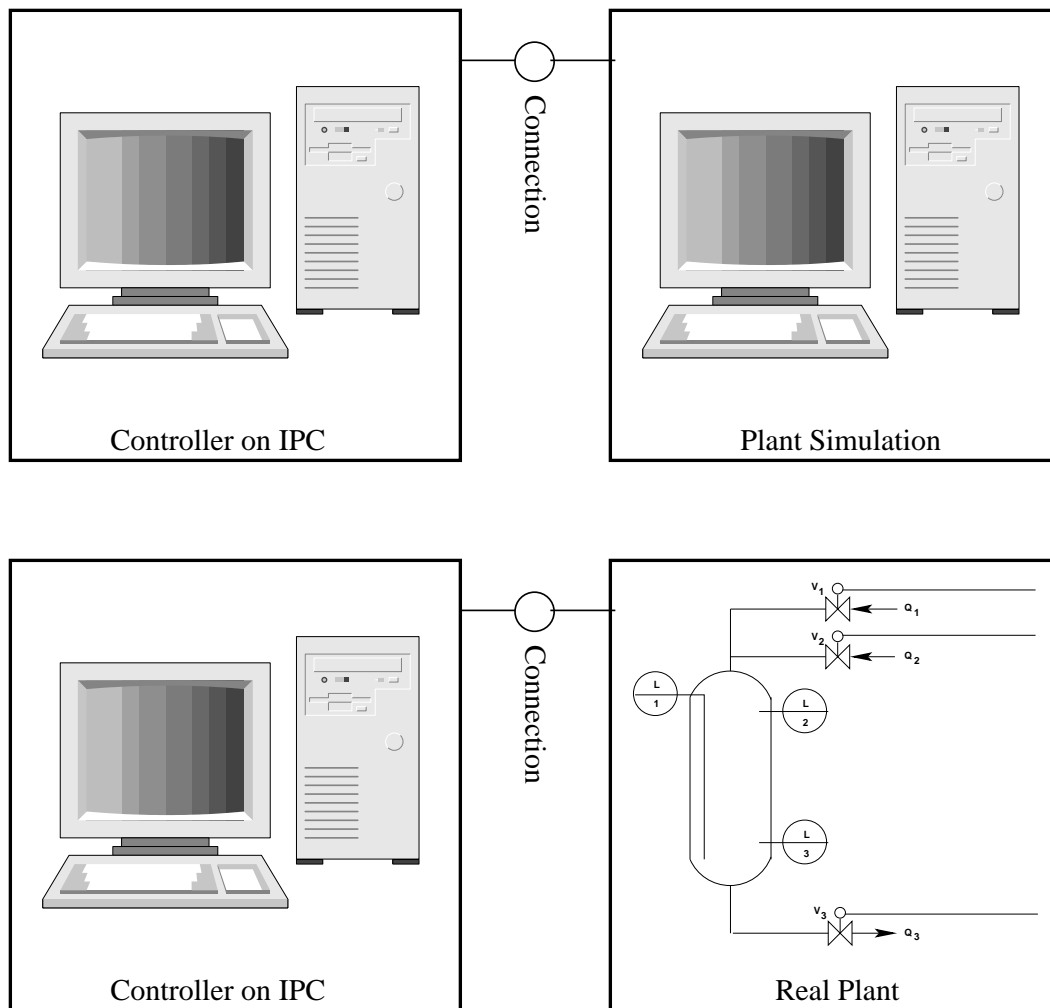 Connection
Controller on IPC
Plant Simulation
Connection
V1
Q1
V2
Q2
L
1
L
2
L
3
V3
Q3
Controller on IPC
Real Plant